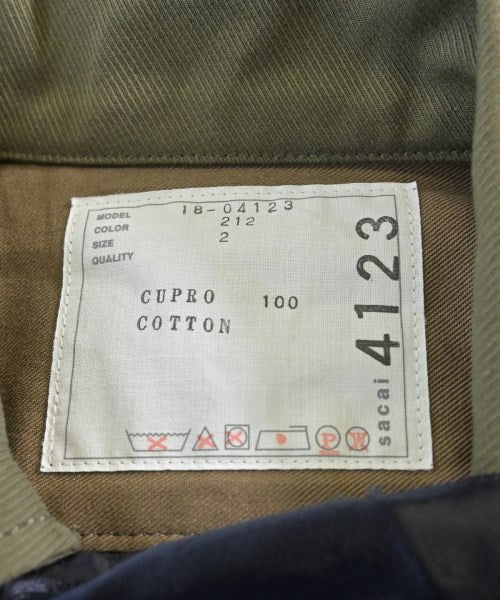 MODEL 18-04123
COLOR 212
SIZE 2
QUALITY
CUPRO 100
COTTON
P
sacai 4123